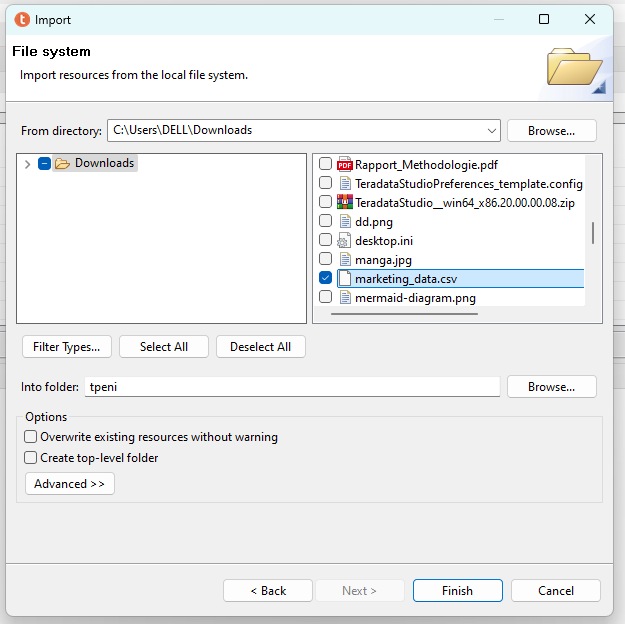 Import
File system
Import resources from the local file system.
From directory: C:\Users\DELL\Downloads Browse...
Downloads
Rapport_Methodologie.pdf
TeradataStudioPreferences_template.config
TeradataStudio__win64_x86.20.00.00.08.zip
dd.png
desktop.ini
manga.jpg
marketing_data.csv
mermaid-diagram.png
Filter Types... Select All Deselect All
Into folder: tpeni Browse...
Options
Overwrite existing resources without warning
Create top-level folder
Advanced >>
< Back Next > Finish Cancel